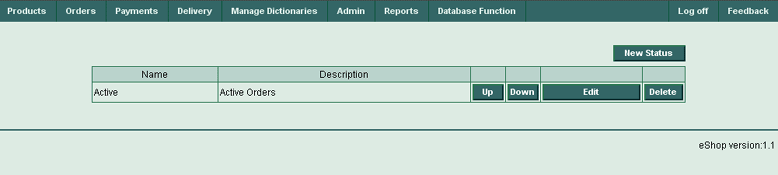 Products Orders Payments Delivery Manage Dictionaries Admin Reports Database Function Log off Feedback
New Status
Name Description
Active Active Orders Up Down Edit Delete
eShop version:1.1